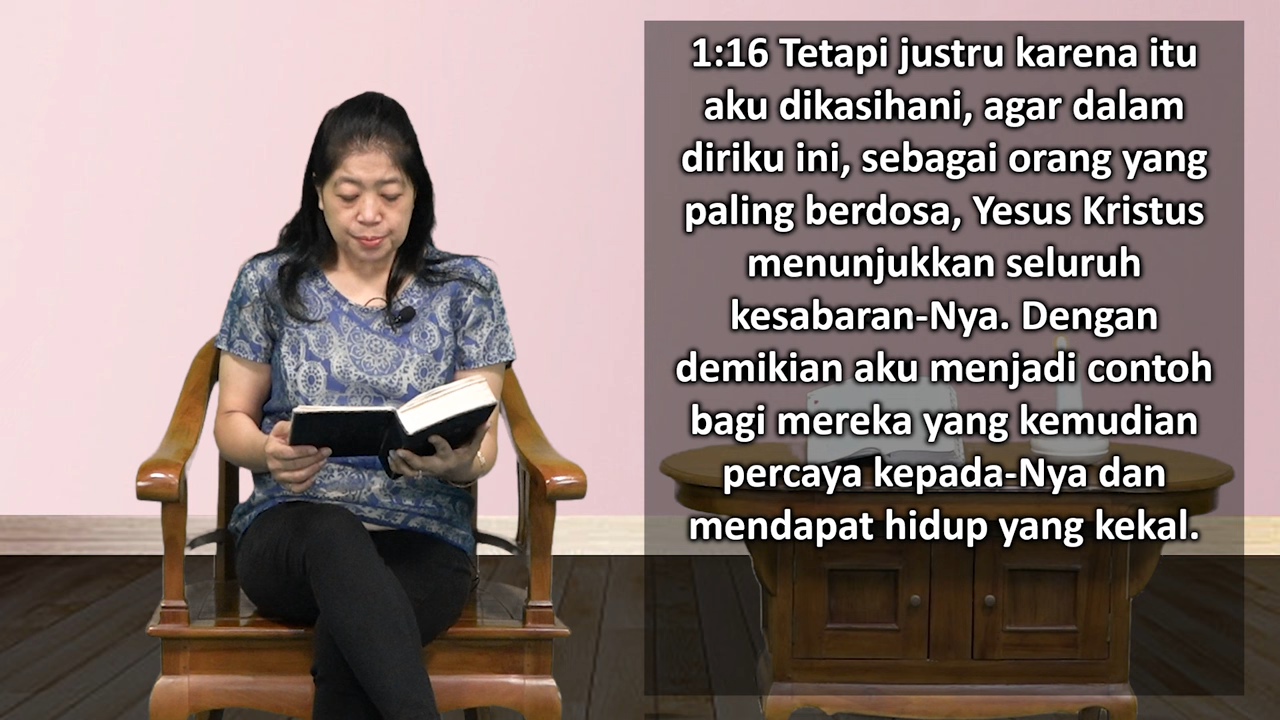 1:16 Tetapi justru karena itu
aku dikasihani, agar dalam
diriku ini, sebagai orang yang
paling berdosa, Yesus Kristus
menunjukkan seluruh
kesabaran-Nya. Dengan
demikian aku menjadi contoh
bagi mereka yang kemudian
percaya kepada-Nya dan
mendapat hidup yang kekal.